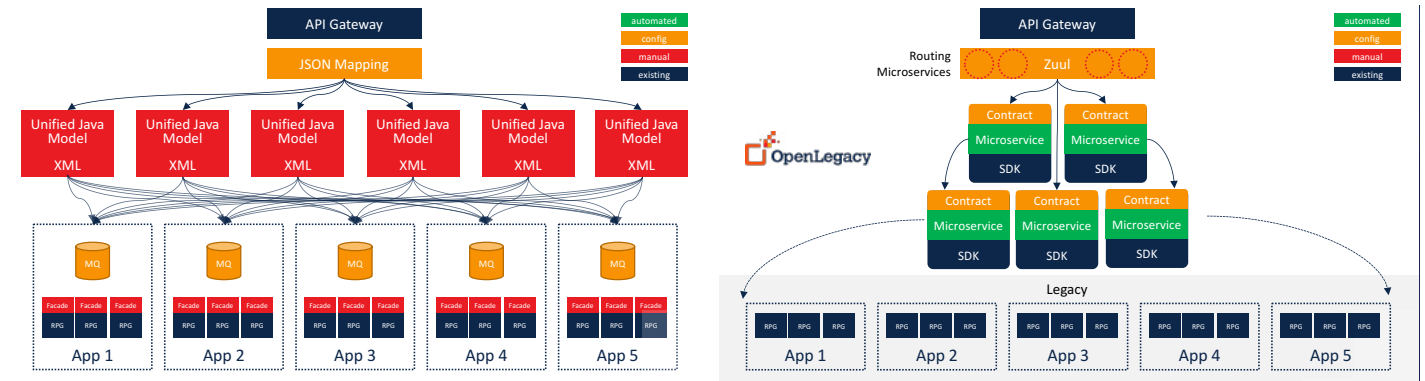 API Gateway
automated
config
manual
existing
JSON Mapping
Unified Java
Model
XML
Unified Java
Model
XML
Unified Java
Model
XML
Unified Java
Model
XML
Unified Java
Model
XML
Unified Java
Model
XML
MQ
MQ
MQ
MQ
MQ
Facade Facade Facade
RPG RPG RPG
App 1
Facade Facade Facade
RPG RPG RPG
App 2
Facade Facade Facade
RPG RPG RPG
App 3
Facade Facade Facade
RPG RPG RPG
App 4
Facade Facade Facade
RPG RPG RPG
App 5
API Gateway
automated
config
manual
existing
Routing
Microservices
Zuul
OpenLegacy
Contract
Microservice
SDK
Contract
Microservice
SDK
Contract
Microservice
SDK
Contract
Microservice
SDK
Contract
Microservice
SDK
Legacy
RPG RPG RPG
App 1
RPG RPG RPG
App 2
RPG RPG RPG
App 3
RPG RPG RPG
App 4
RPG RPG RPG
App 5